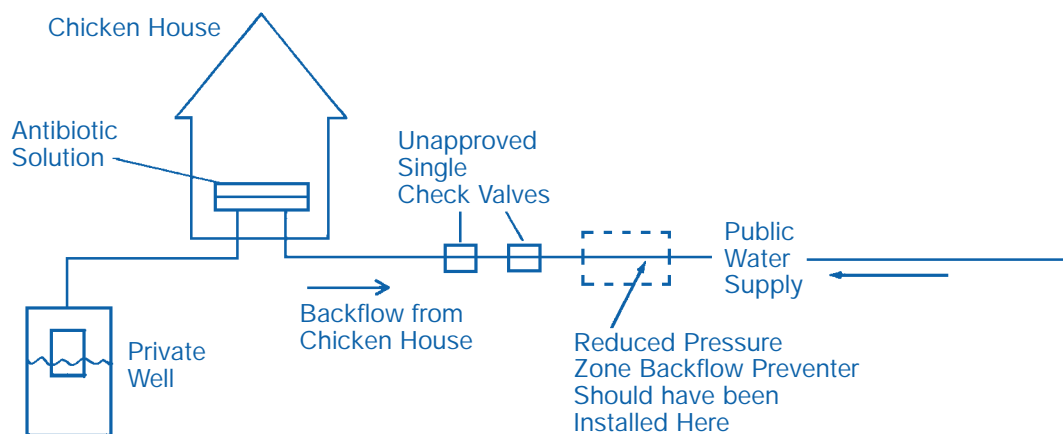 Chicken House
Antibiotic
Solution
Unapproved
Single
Check Valves
Public
Water
Supply
Backflow from
Chicken House
Private
Well
Reduced Pressure
Zone Backflow Preventer
Should have been
Installed Here